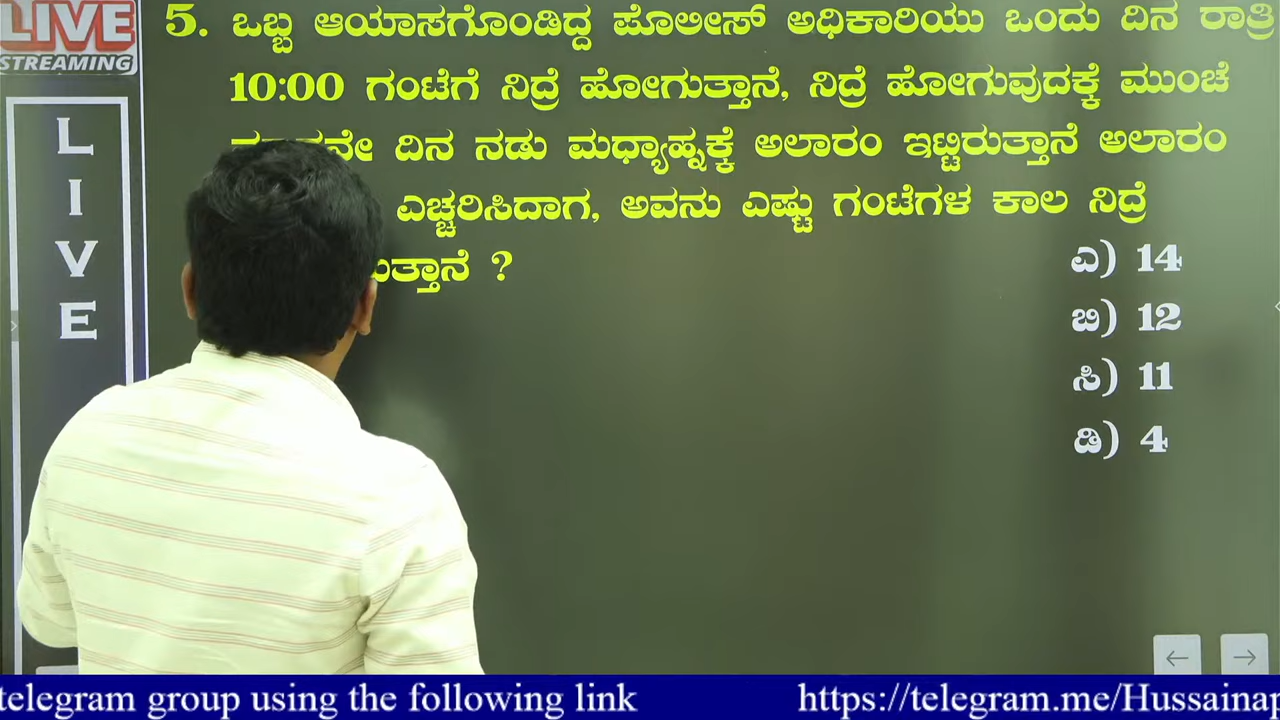 LIVE
STREAMING
L
I
V
E
5. ಒಬ್ಬ ಆಯಾಸಗೊಂಡಿದ್ದ ಪೊಲೀಸ್ ಅಧಿಕಾರಿಯು ಒಂದು ದಿನ ರಾತ್ರಿ
10:00 ಗಂಟೆಗೆ ನಿದ್ರೆ ಹೋಗುತ್ತಾನೆ, ನಿದ್ರೆ ಹೋಗುವುದಕ್ಕೆ ಮುಂಚೆ
ದಿನ ನಡು ಮಧ್ಯಾಹ್ನಕ್ಕೆ ಅಲಾರಂ ಇಟ್ಟಿರುತ್ತಾನೆ ಅಲಾರಂ
ಎಚ್ಚರಿಸಿದಾಗ, ಅವನು ಎಷ್ಟು ಗಂಟೆಗಳ ಕಾಲ ನಿದ್ರೆ
?
ಎ) 14
ಬಿ) 12
ಸಿ) 11
ಡಿ) 4
telegram group using the following link https://telegram.me/Hussainap